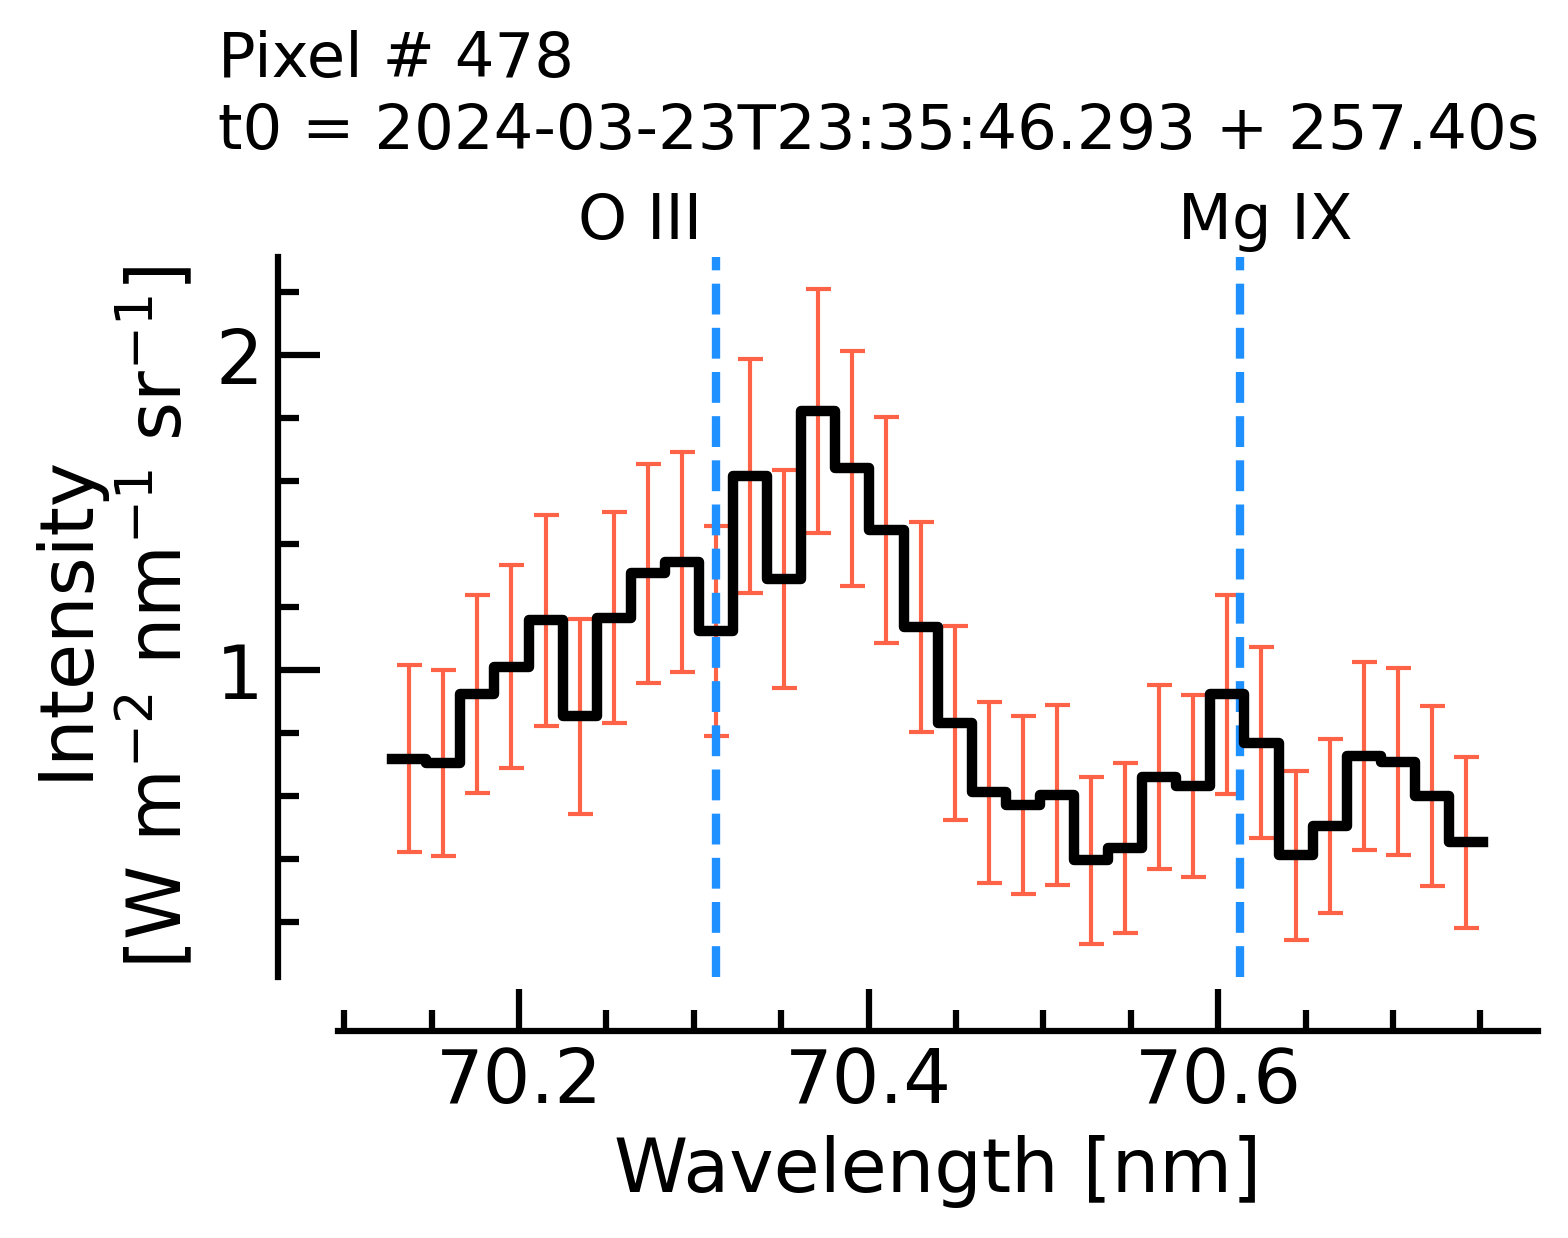 Pixel # 478
t0 = 2024-03-23T23:35:46.293 + 257.40s
O III
Mg IX
Intensity
[W m⁻² nm⁻¹ sr⁻¹]
2
1
70.2
70.4
70.6
Wavelength [nm]